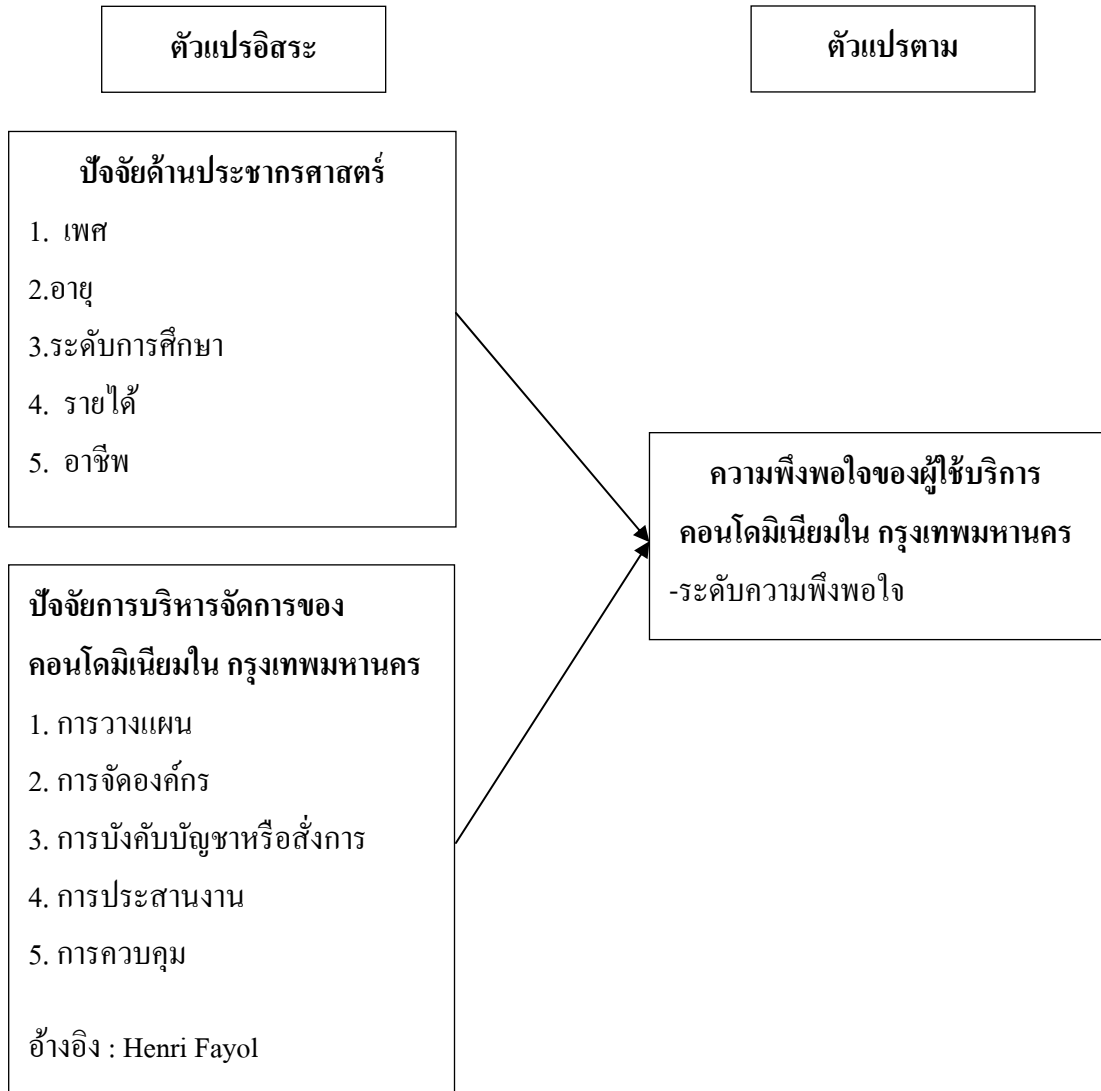 ตัวแปรอิสระ
ตัวแปรตาม
ปัจจัยด้านประชากรศาสตร์
1. เพศ
2.อายุ
3.ระดับการศึกษา
4. รายได้
5. อาชีพ
ปัจจัยการบริหารจัดการของ
คอนโดมิเนียมใน กรุงเทพมหานคร
1. การวางแผน
2. การจัดองค์กร
3. การบังคับบัญชาหรือสั่งการ
4. การประสานงาน
5. การควบคุม
อ้างอิง : Henri Fayol
ความพึงพอใจของผู้ใช้บริการ
คอนโดมิเนียมใน กรุงเทพมหานคร
-ระดับความพึงพอใจ